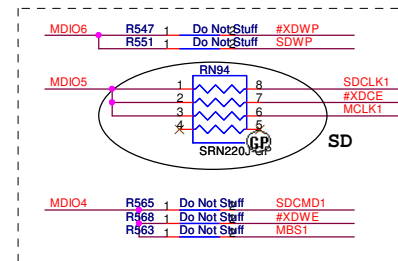 MDIO6 R547 1 Do Not Stuff 2 #XDWP
R551 1 Do Not Stuff 2 SDWP
RN94
MDIO5 1 8 SDCLK1
2 7 #XDCE
3 6 MCLK1
4 5
GP SD
SRN220J-GP
MDIO4 R565 1 Do Not Stuff 2 SDCMD1
R568 1 Do Not Stuff 2 #XDWE
R563 1 Do Not Stuff 2 MBS1